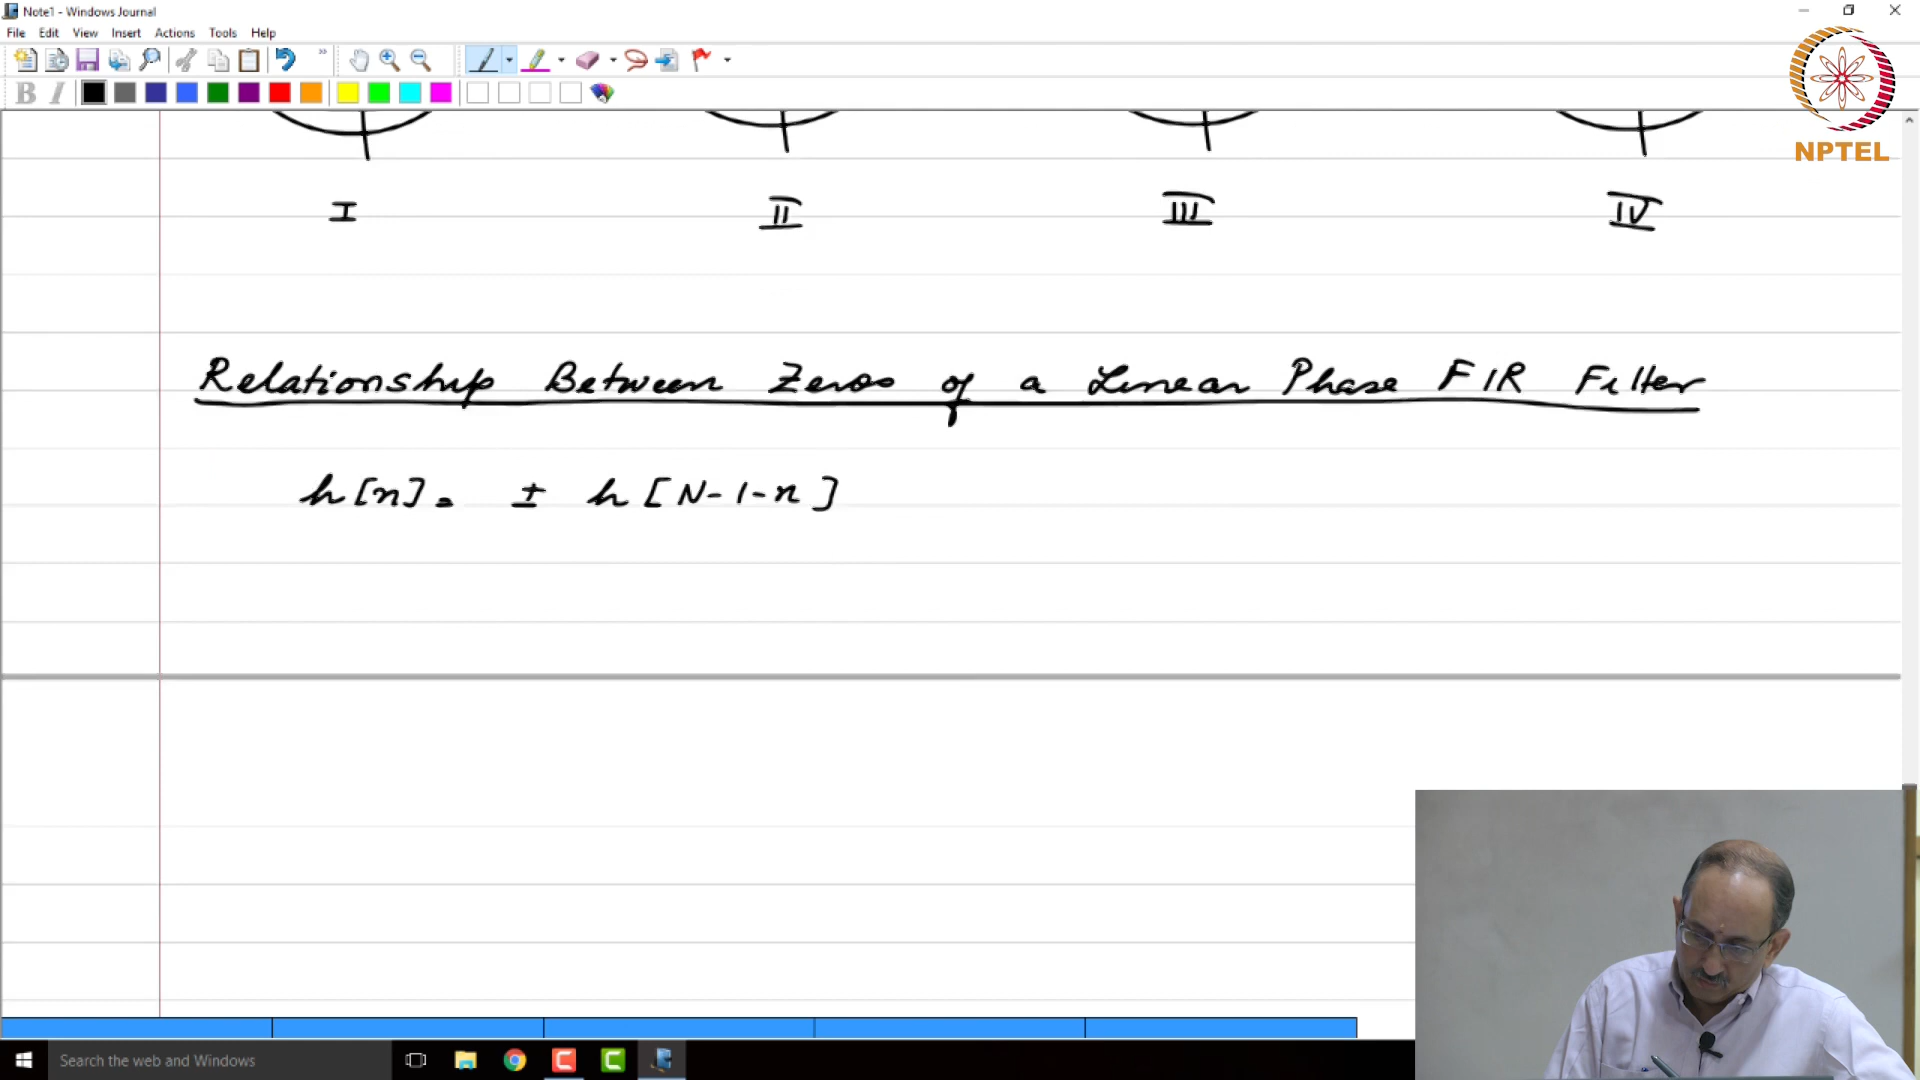 Note1 - Windows Journal
File Edit View Insert Actions Tools Help
B I
NPTEL
I II III IV
Relationship Between Zeros of a Linear Phase FIR Filter
h[n] = ± h[N-1-n]
Search the web and Windows